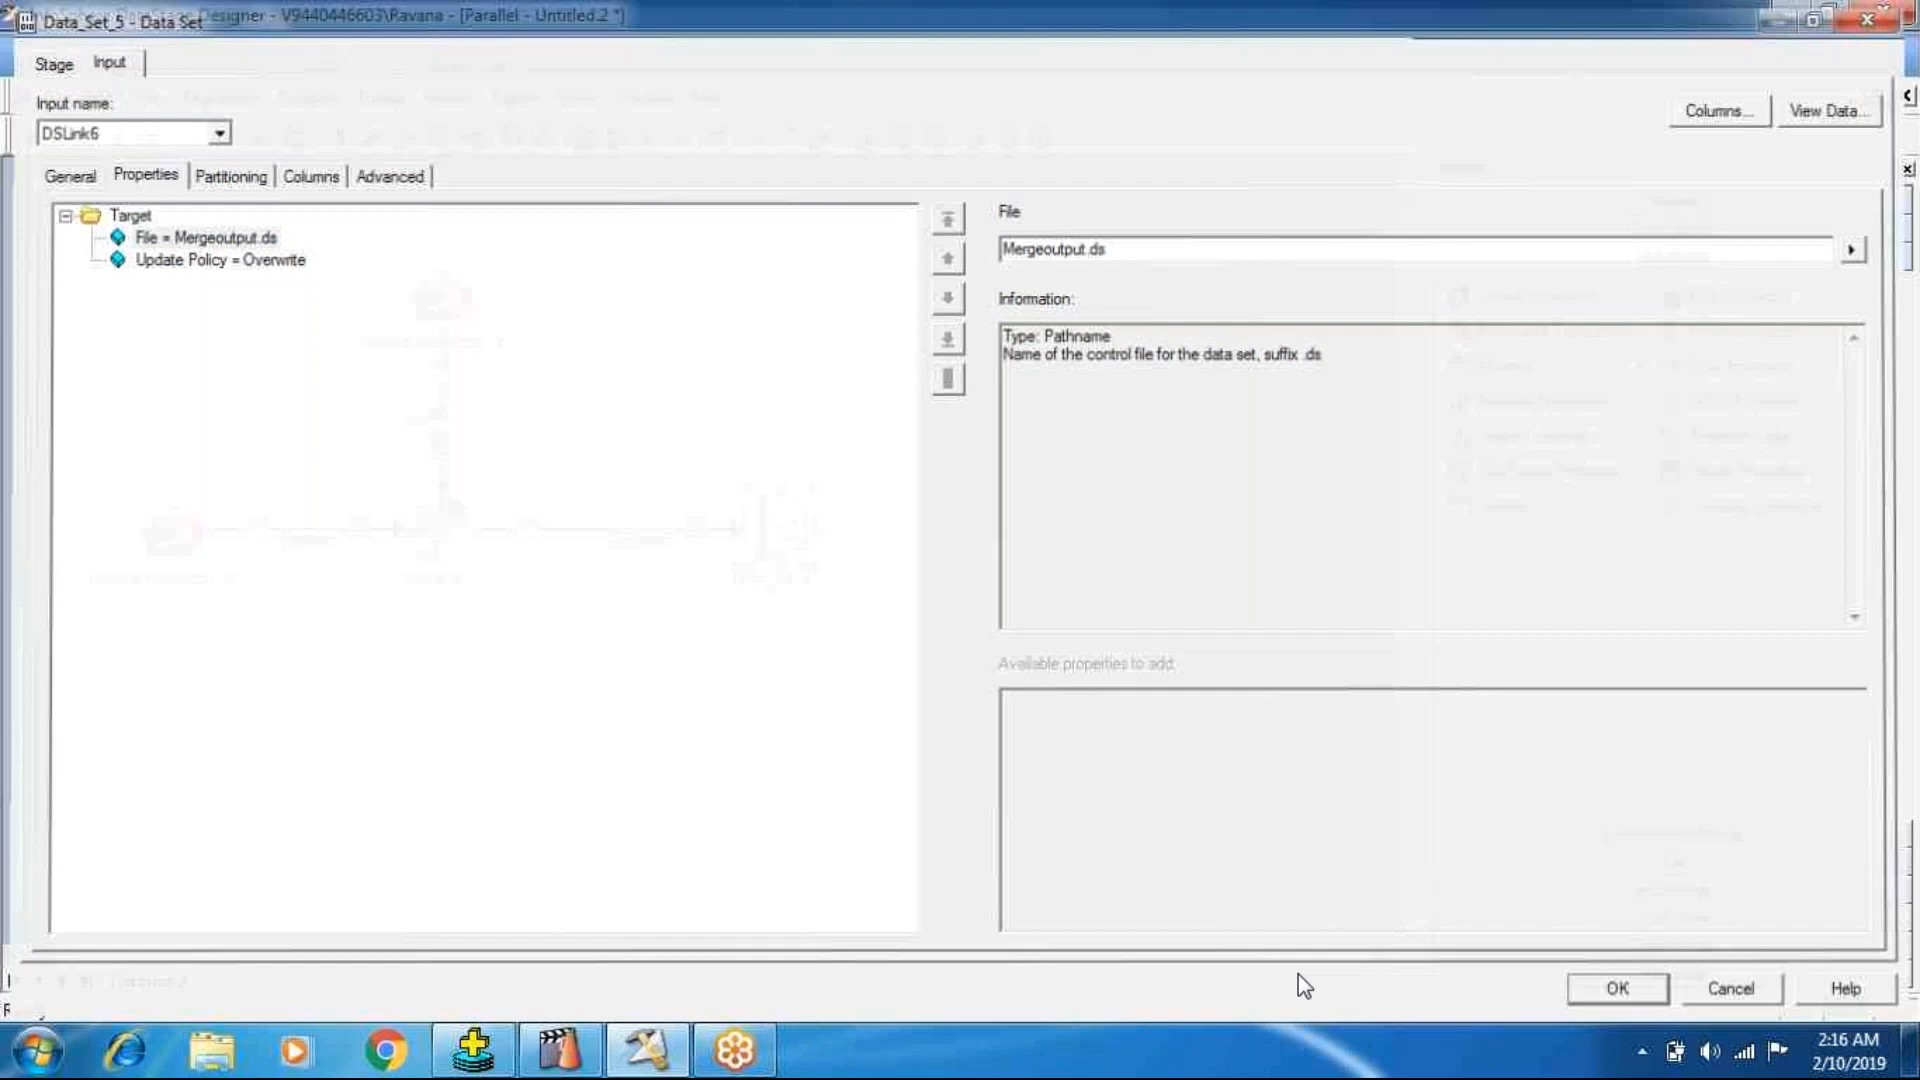 Data_Set_5 - Data Set
Designer - V9440446603\Ravana - [Parallel - Untitled.2 *]
Stage
Input
Input name:
DSLink6
Columns...
View Data...
General
Properties
Partitioning
Columns
Advanced
Target
File = Mergeoutput.ds
Update Policy = Overwrite
File
Mergeoutput.ds
Information:
Type: Pathname
Name of the control file for the data set, suffix .ds
Available properties to add:
OK
Cancel
Help
2:16 AM
2/10/2019